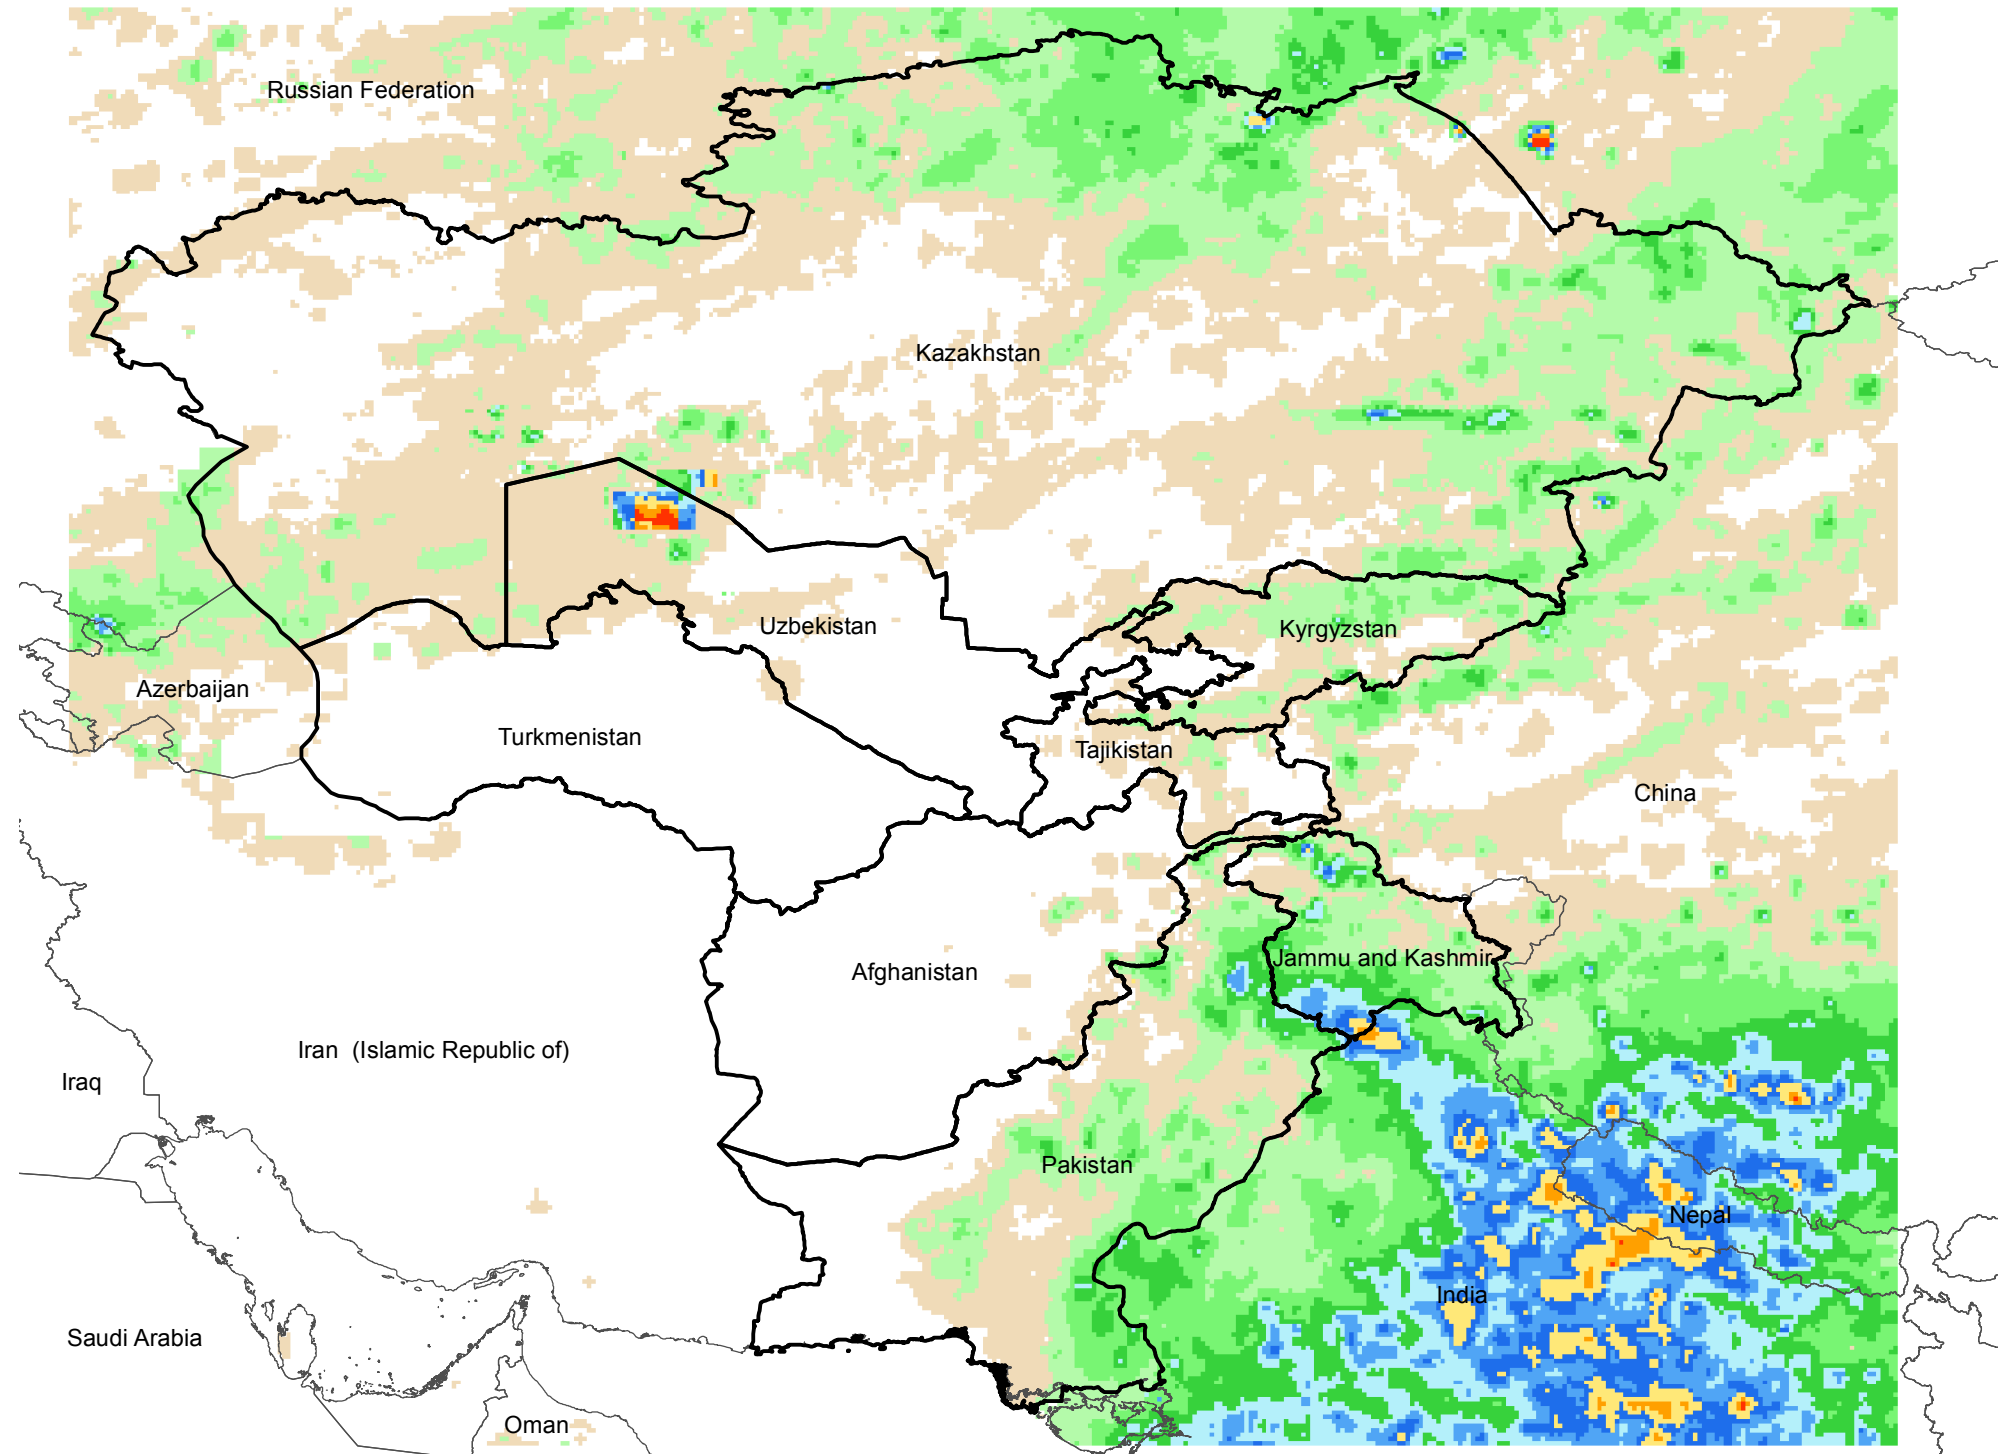 Russian Federation
Kazakhstan
Uzbekistan
Kyrgyzstan
Azerbaijan
Turkmenistan
Tajikistan
China
Jammu and Kashmir
Afghanistan
Iran (Islamic Republic of)
Iraq
Pakistan
Nepal
India
Saudi Arabia
Oman